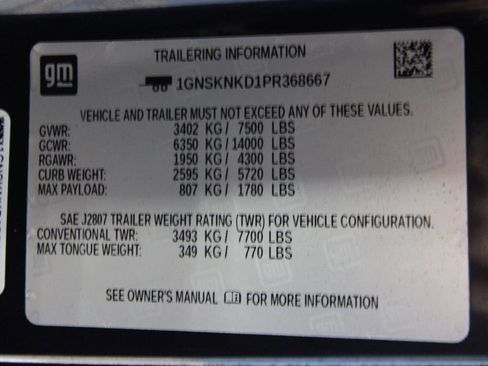 TRAILERING INFORMATION
gm
1GNSKNKD1PR368667
VEHICLE AND TRAILER MUST NOT EXCEED ANY OF THESE VALUES.
GVWR: 3402 KG / 7500 LBS
GCWR: 6350 KG / 14000 LBS
RGAWR: 1950 KG / 4300 LBS
CURB WEIGHT: 2595 KG / 5720 LBS
MAX PAYLOAD: 807 KG / 1780 LBS
SAE J2807 TRAILER WEIGHT RATING (TWR) FOR VEHICLE CONFIGURATION.
CONVENTIONAL TWR: 3493 KG / 7700 LBS
MAX TONGUE WEIGHT: 349 KG / 770 LBS
SEE OWNER'S MANUAL FOR MORE INFORMATION